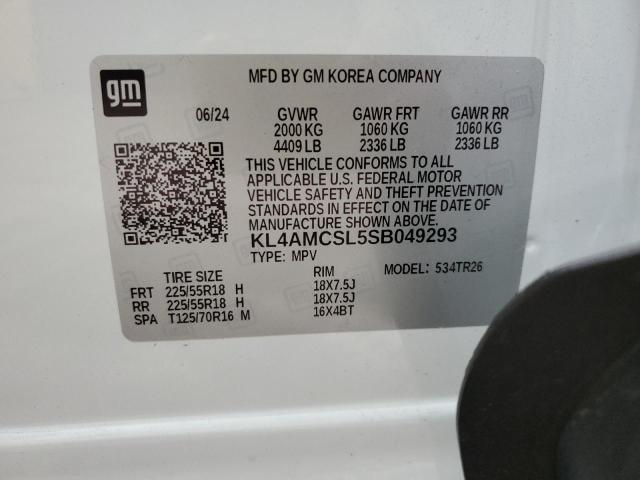 gm
MFD BY GM KOREA COMPANY
06/24 GVWR GAWR FRT GAWR RR
2000 KG 1060 KG 1060 KG
4409 LB 2336 LB 2336 LB
THIS VEHICLE CONFORMS TO ALL
APPLICABLE U.S. FEDERAL MOTOR
VEHICLE SAFETY AND THEFT PREVENTION
STANDARDS IN EFFECT ON THE DATE OF
MANUFACTURE SHOWN ABOVE.
KL4AMCSL5SB049293
TYPE: MPV MODEL: 534TR26
TIRE SIZE RIM
FRT 225/55R18 H 18X7.5J
RR 225/55R18 H 18X7.5J
SPA T125/70R16 M 16X4BT